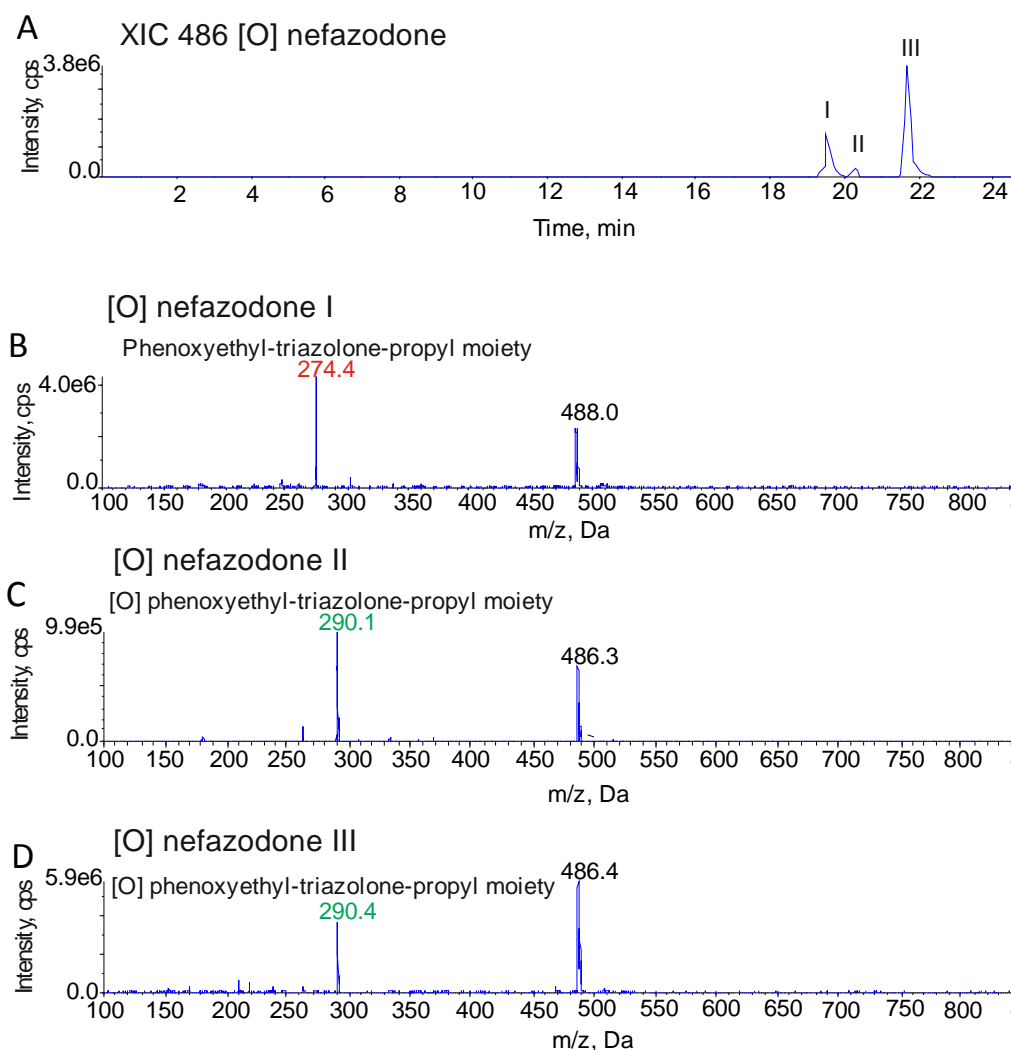 A
XIC 486 [O] nefazodone
Intensity, cps
3.8e6
0.0
I
II
III
2 4 6 8 10 12 14 16 18 20 22 24
Time, min
[O] nefazodone I
B
Phenoxyethyl-triazolone-propyl moiety
274.4
Intensity, cps
4.0e6
488.0
0.0
100 150 200 250 300 350 400 450 500 550 600 650 700 750 800
m/z, Da
[O] nefazodone II
C
[O] phenoxyethyl-triazolone-propyl moiety
290.1
Intensity, cps
9.9e5
486.3
0.0
100 150 200 250 300 350 400 450 500 550 600 650 700 750 800
m/z, Da
[O] nefazodone III
D
[O] phenoxyethyl-triazolone-propyl moiety
290.4
Intensity, cps
5.9e6
486.4
0.0
100 150 200 250 300 350 400 450 500 550 600 650 700 750 800
m/z, Da